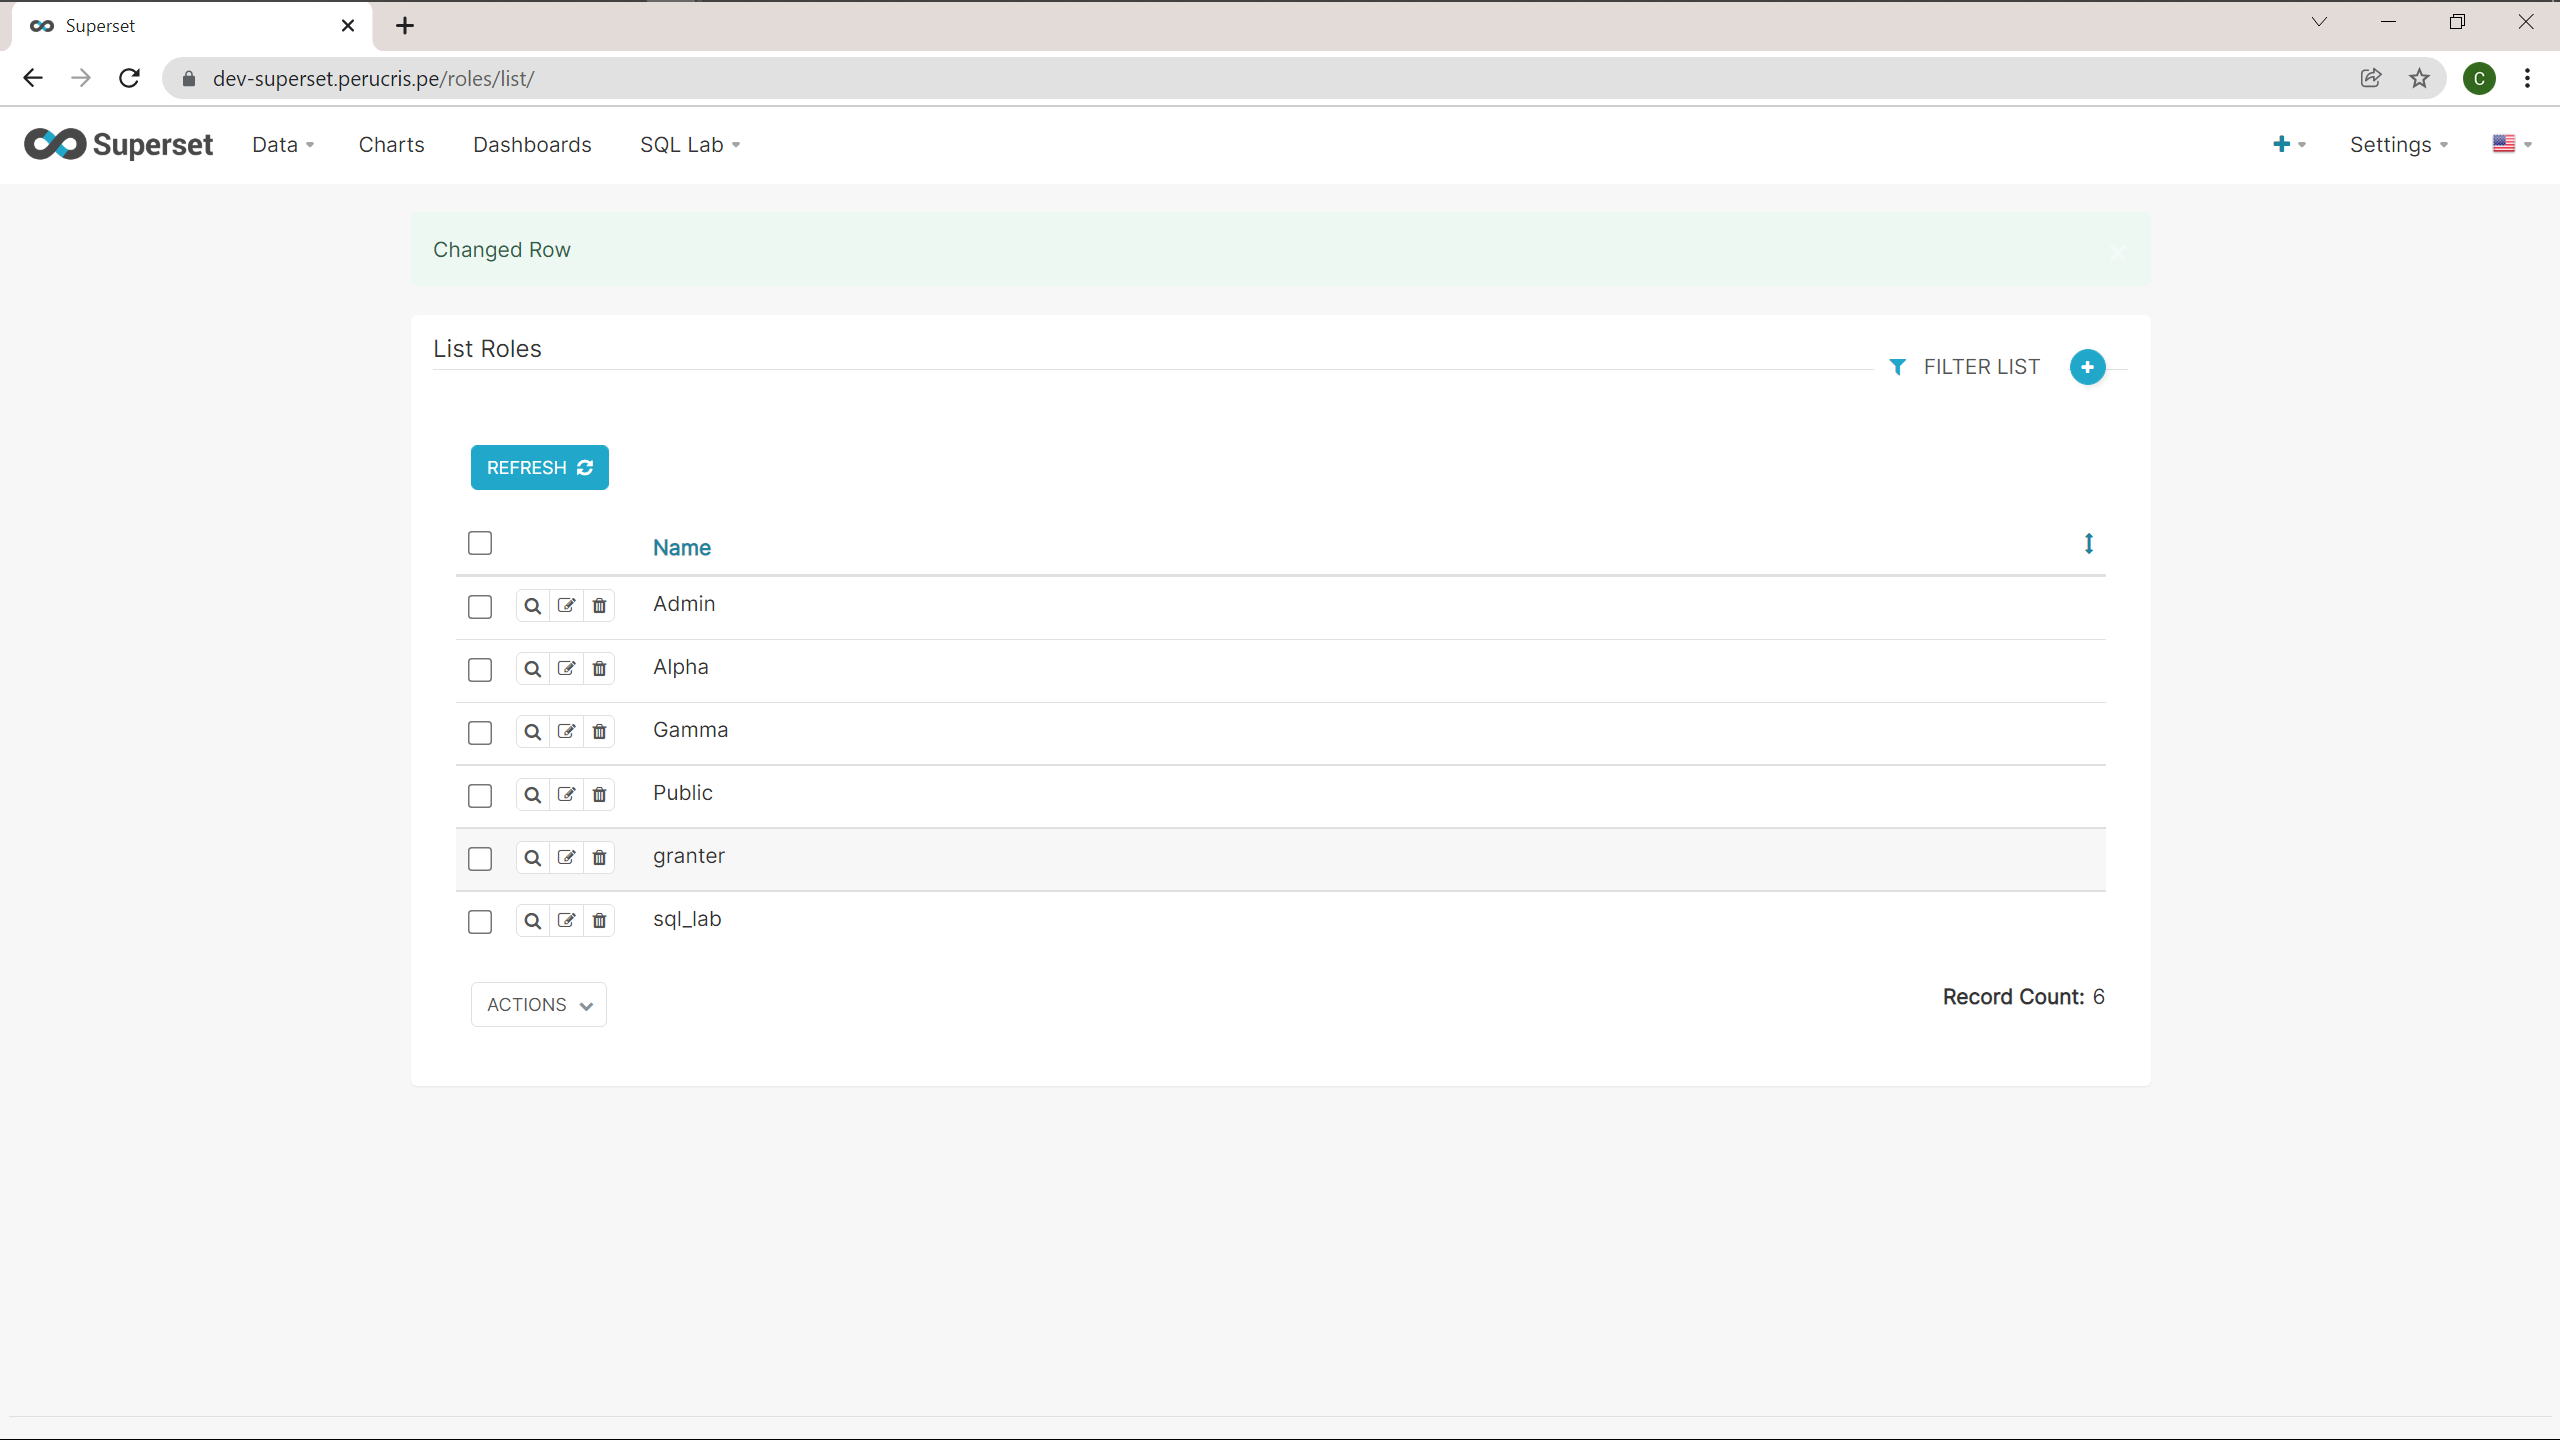 Superset
dev-superset.perucris.pe/roles/list/
C
Superset Data Charts Dashboards SQL Lab Settings
Changed Row
List Roles
FILTER LIST
REFRESH
Name
Admin
Alpha
Gamma
Public
granter
sql_lab
ACTIONS
Record Count: 6